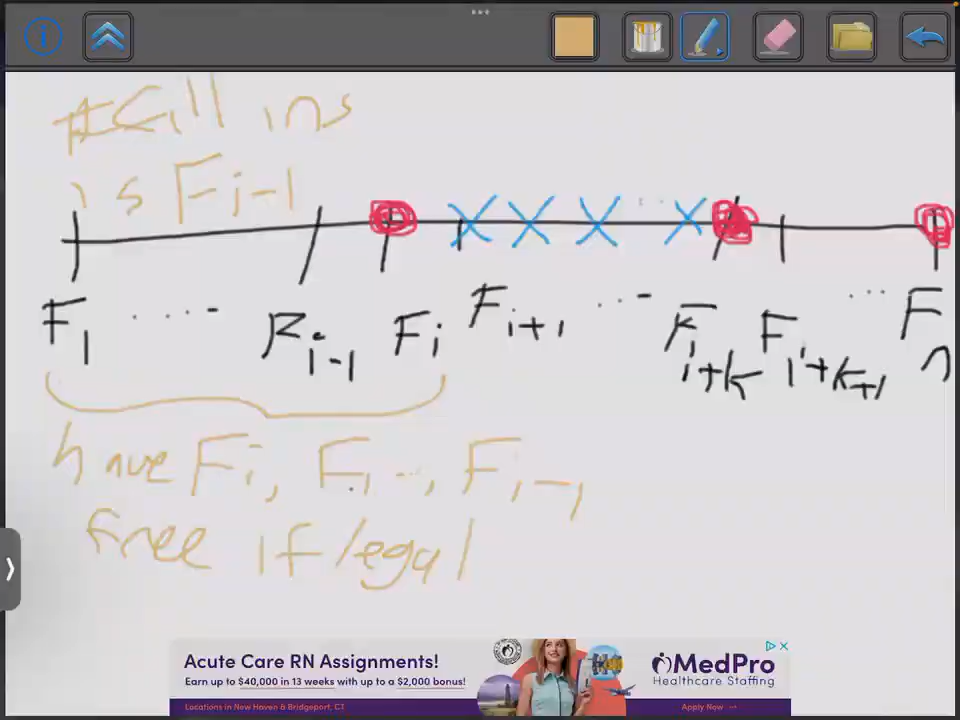 # fill ins
is Fi-1
F1 ..... Fi-1 Fi Fi+1 ... Fi+k Fi+k+1 ... Fn
have Fi, F1 ..., Fi-1
free if legal
Acute Care RN Assignments!
Earn up to $40,000 in 13 weeks with up to a $2,000 bonus!
Locations in New Haven & Bridgeport, CT
MedPro
Healthcare Staffing
Apply Now →